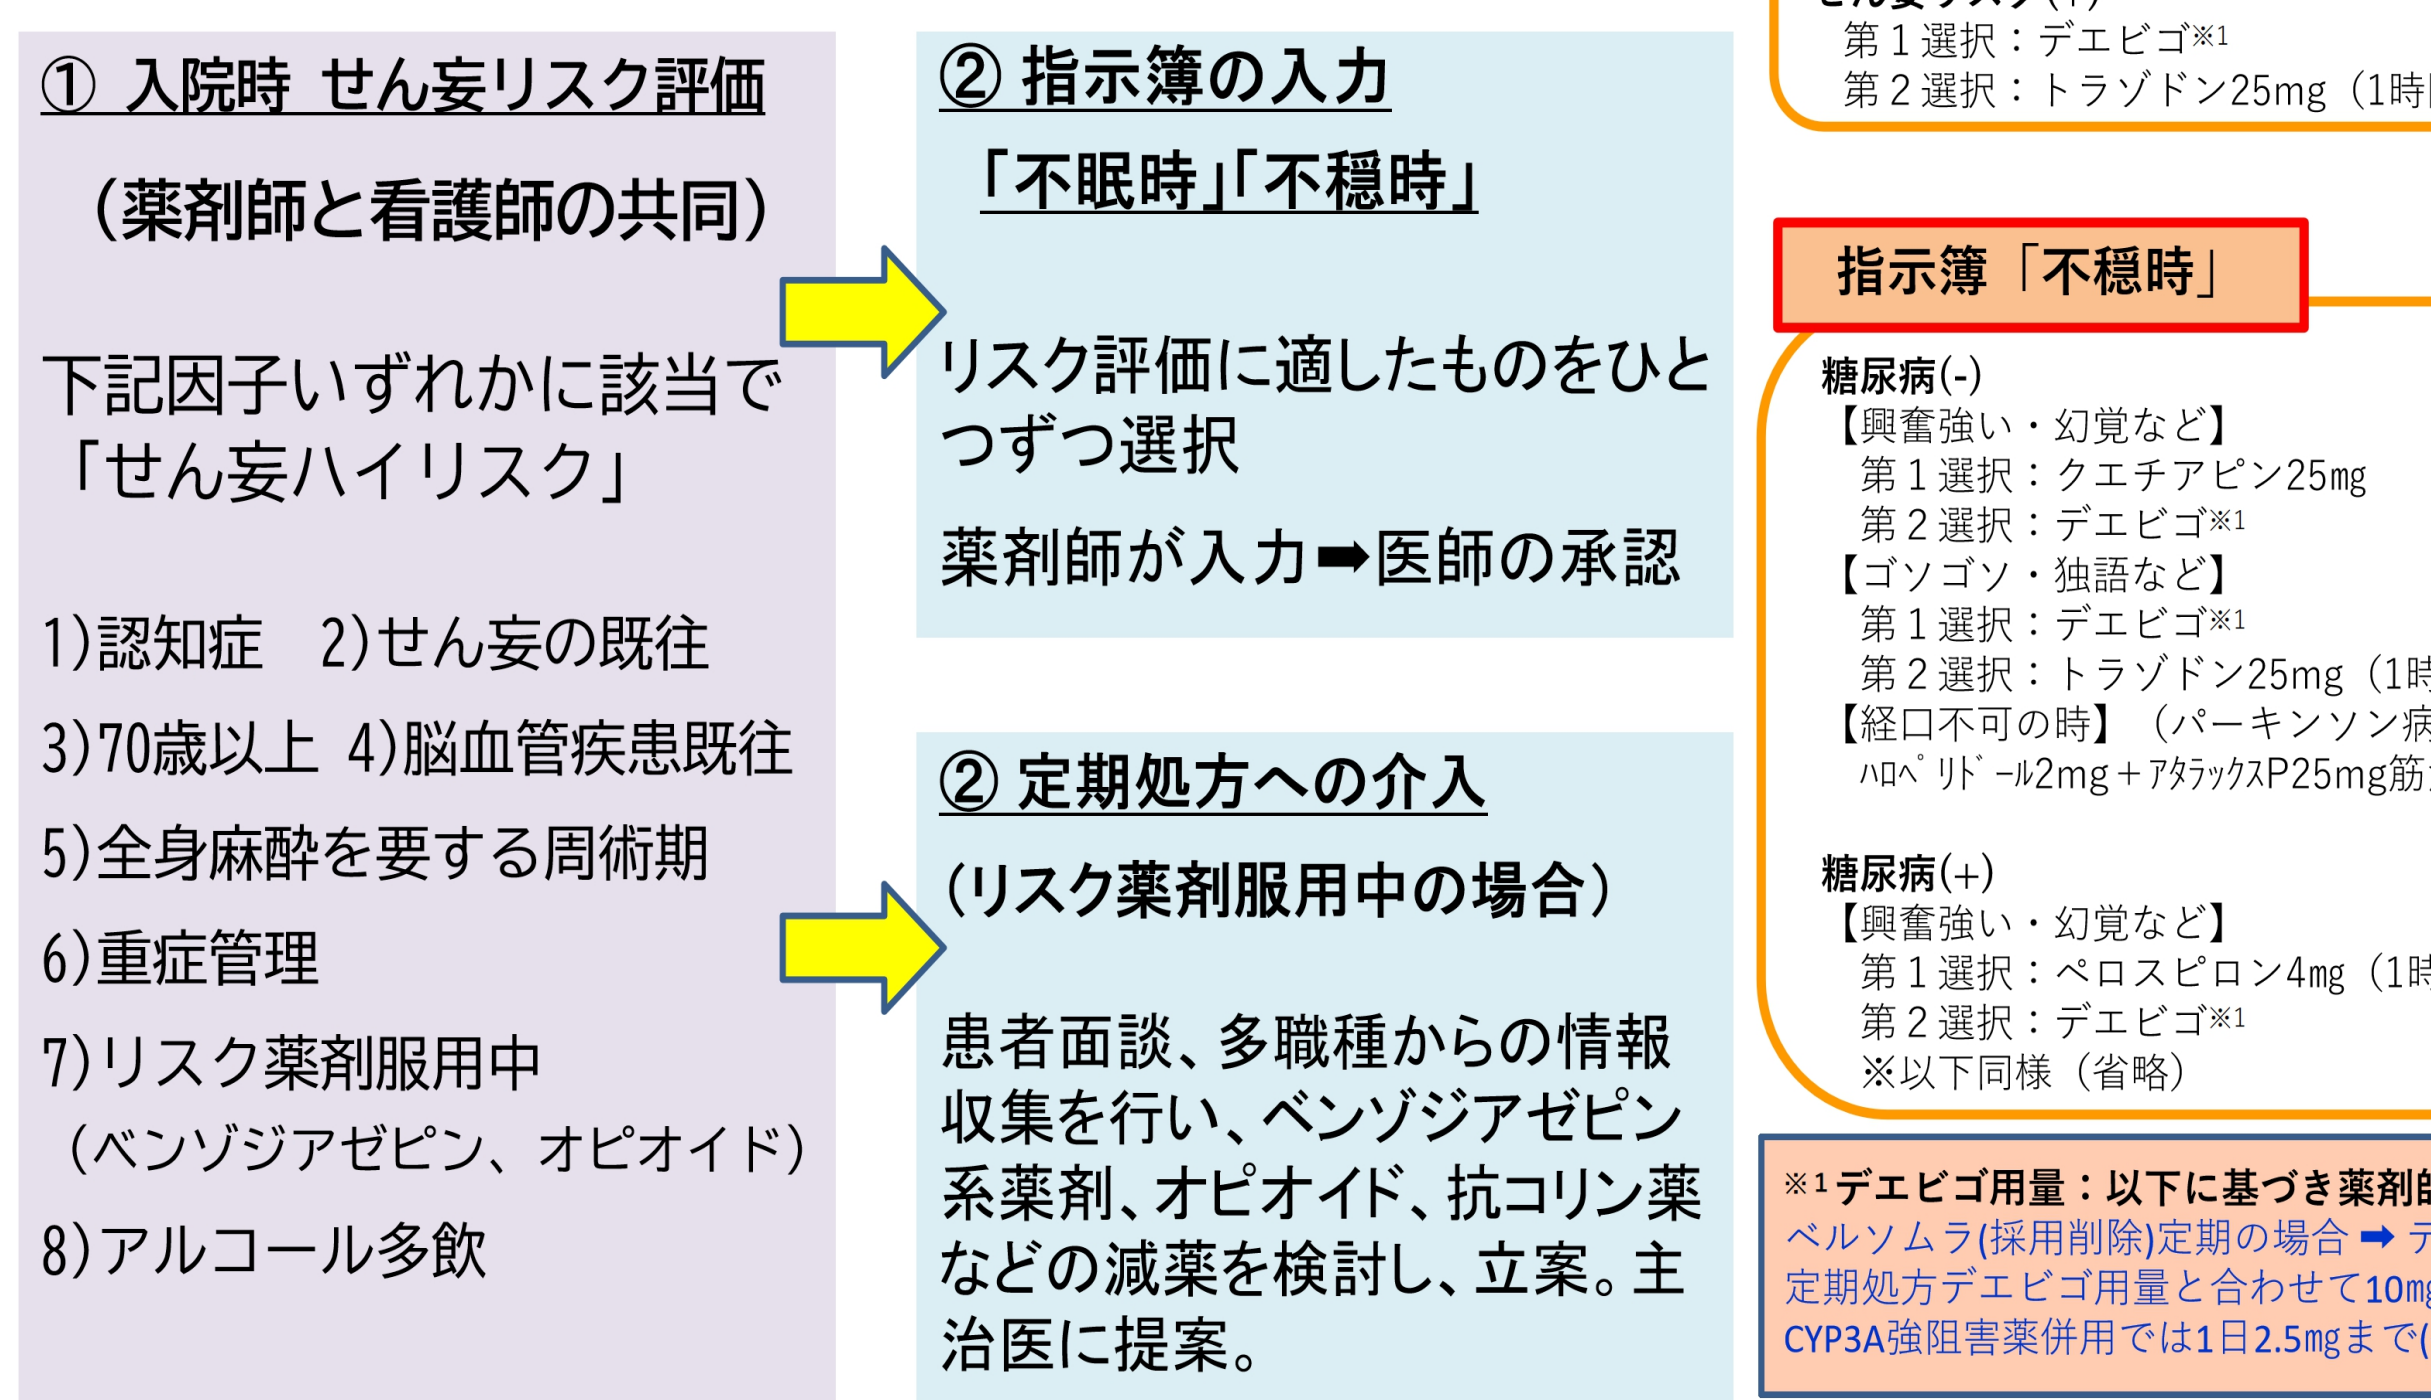 ① 入院時 せん妄リスク評価
（薬剤師と看護師の共同）
下記因子いずれかに該当で
「せん妄ハイリスク」
1)認知症　2)せん妄の既往
3)70歳以上 4)脳血管疾患既往
5)全身麻酔を要する周術期
6)重症管理
7)リスク薬剤服用中
（ベンゾジアゼピン、オピオイド）
8)アルコール多飲
② 指示簿の入力
「不眠時」「不穏時」
リスク評価に適したものをひと
つずつ選択
薬剤師が入力➡医師の承認
② 定期処方への介入
（リスク薬剤服用中の場合）
患者面談、多職種からの情報
収集を行い、ベンゾジアゼピン
系薬剤、オピオイド、抗コリン薬
などの減薬を検討し、立案。主
治医に提案。
せん妄リスク(+)
第１選択：デエビゴ※1
第２選択：トラゾドン25mg（1時
指示簿「不穏時」
糖尿病(-)
【興奮強い・幻覚など】
第１選択：クエチアピン25㎎
第２選択：デエビゴ※1
【ゴソゴソ・独語など】
第１選択：デエビゴ※1
第２選択：トラゾドン25mg（1時
【経口不可の時】（パーキンソン病
ﾊﾛﾍﾟﾘﾄﾞｰﾙ2mg＋ｱﾀﾗｯｸｽP25mg筋
糖尿病(+)
【興奮強い・幻覚など】
第１選択：ペロスピロン4㎎（1時
第２選択：デエビゴ※1
※以下同様（省略）
※1デエビゴ用量：以下に基づき薬剤師
ベルソムラ(採用削除)定期の場合 ➡ デ
定期処方デエビゴ用量と合わせて10㎎
CYP3A強阻害薬併用では1日2.5㎎まで(